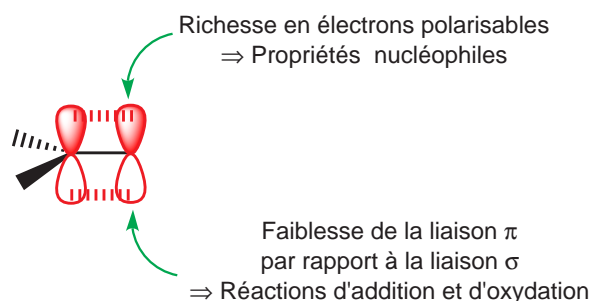 Richesse en électrons polarisables
⇒ Propriétés nucléophiles
Faiblesse de la liaison π
par rapport à la liaison σ
⇒ Réactions d'addition et d'oxydation